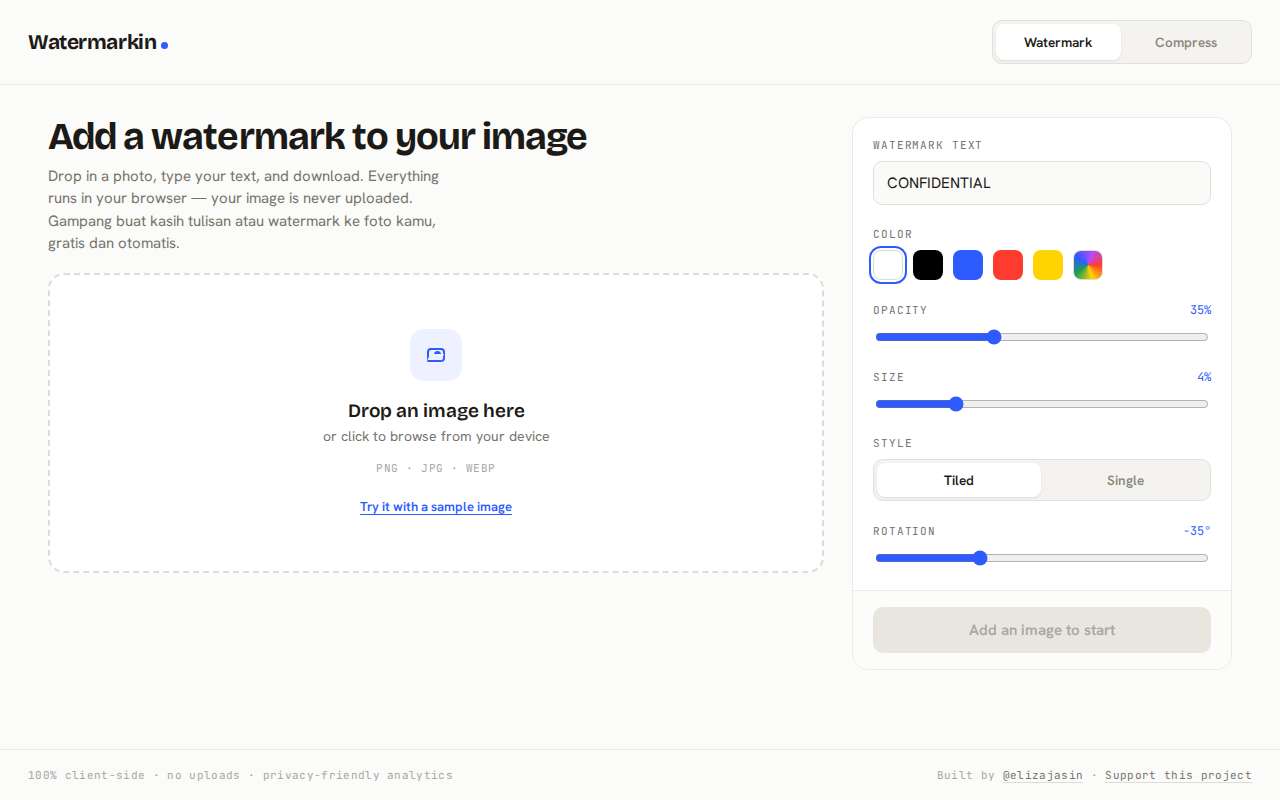 Watermarkin
Watermark
Compress
Add a watermark to your image
Drop in a photo, type your text, and download. Everything
runs in your browser — your image is never uploaded.
Gampang buat kasih tulisan atau watermark ke foto kamu,
gratis dan otomatis.
Drop an image here
or click to browse from your device
PNG · JPG · WEBP
Try it with a sample image
WATERMARK TEXT
CONFIDENTIAL
COLOR
OPACITY 35%
SIZE 4%
STYLE
Tiled Single
ROTATION -35°
Add an image to start
100% client-side · no uploads · privacy-friendly analytics
Built by @elizajasin · Support this project